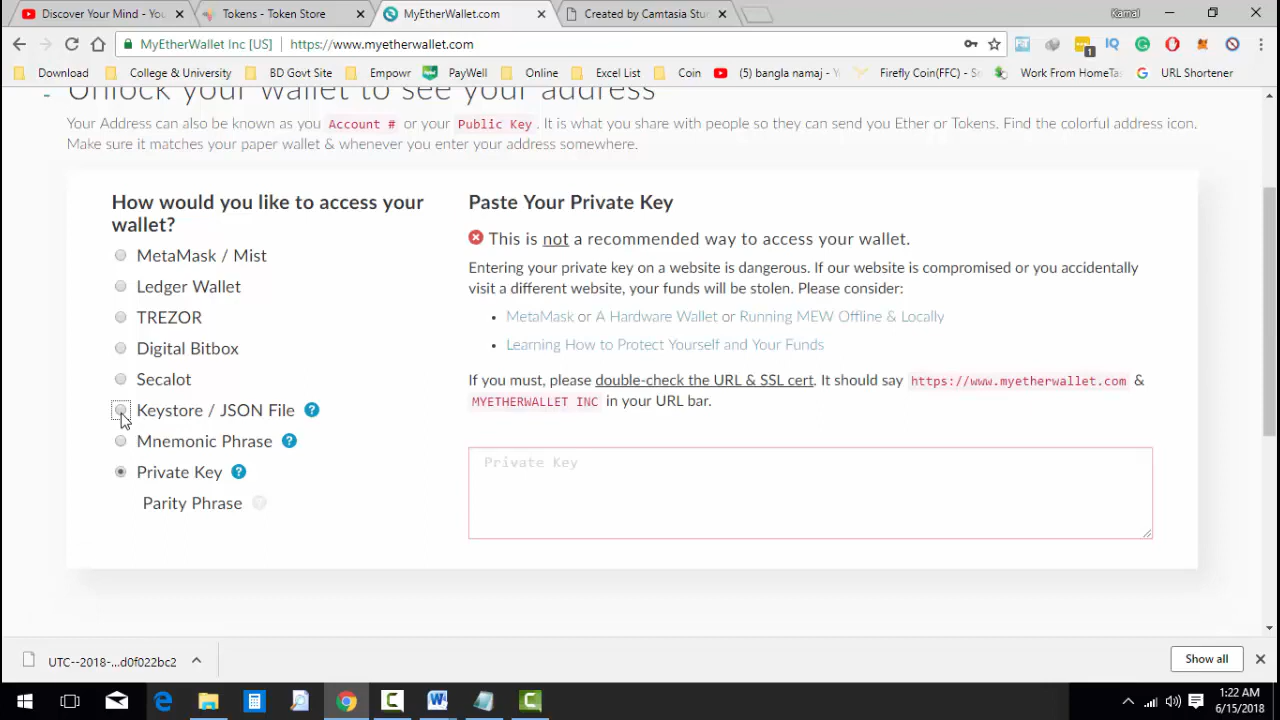 Discover Your Mind - You
Tokens - Token Store
MyEtherWallet.com
Created by Camtasia Stud
Kamal
MyEtherWallet Inc [US]
https://www.myetherwallet.com
IQ
1
Download
College & University
BD Govt Site
Empowr
PayWell
Online
Excel List
Coin
(5) bangla namaj -
Firefly Coin(FFC) - S
Work From HomeTa
URL Shortener
Unlock your wallet to see your address
Your Address can also be known as you Account # or your Public Key. It is what you share with people so they can send you Ether or Tokens. Find the colorful address icon.
Make sure it matches your paper wallet & whenever you enter your address somewhere.
How would you like to access your
wallet?
MetaMask / Mist
Ledger Wallet
TREZOR
Digital Bitbox
Secalot
Keystore / JSON File ?
Mnemonic Phrase ?
Private Key ?
Parity Phrase
Paste Your Private Key
This is not a recommended way to access your wallet.
Entering your private key on a website is dangerous. If our website is compromised or you accidentally
visit a different website, your funds will be stolen. Please consider:
MetaMask or A Hardware Wallet or Running MEW Offline & Locally
Learning How to Protect Yourself and Your Funds
If you must, please double-check the URL & SSL cert. It should say https://www.myetherwallet.com &
MYETHERWALLET INC in your URL bar.
Private Key
UTC--2018-...d0f022bc2
Show all
1:22 AM
6/15/2018